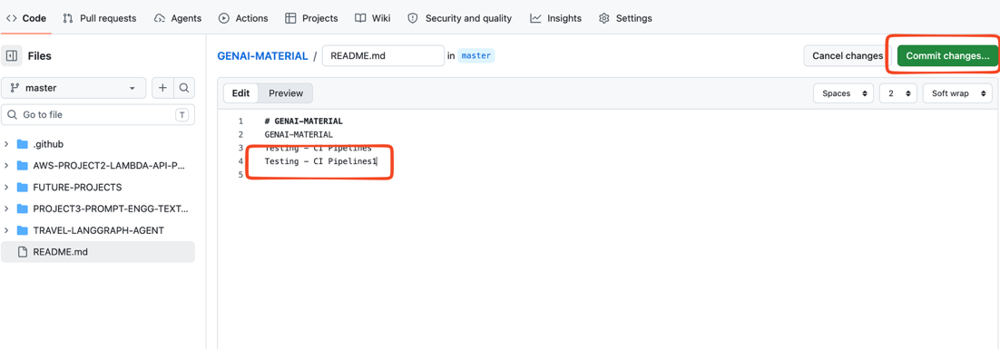 Code Pull requests Agents Actions Projects Wiki Security and quality Insights Settings
Files
master
Go to file T
.github
AWS-PROJECT2-LAMBDA-API-P...
FUTURE-PROJECTS
PROJECT3-PROMPT-ENGG-TEXT...
TRAVEL-LANGGRAPH-AGENT
README.md
GENAI-MATERIAL / README.md in master
Cancel changes Commit changes...
Edit Preview Spaces 2 Soft wrap
1 # GENAI-MATERIAL
2 GENAI-MATERIAL
3 Testing - CI Pipelines
4 Testing - CI Pipelines1
5